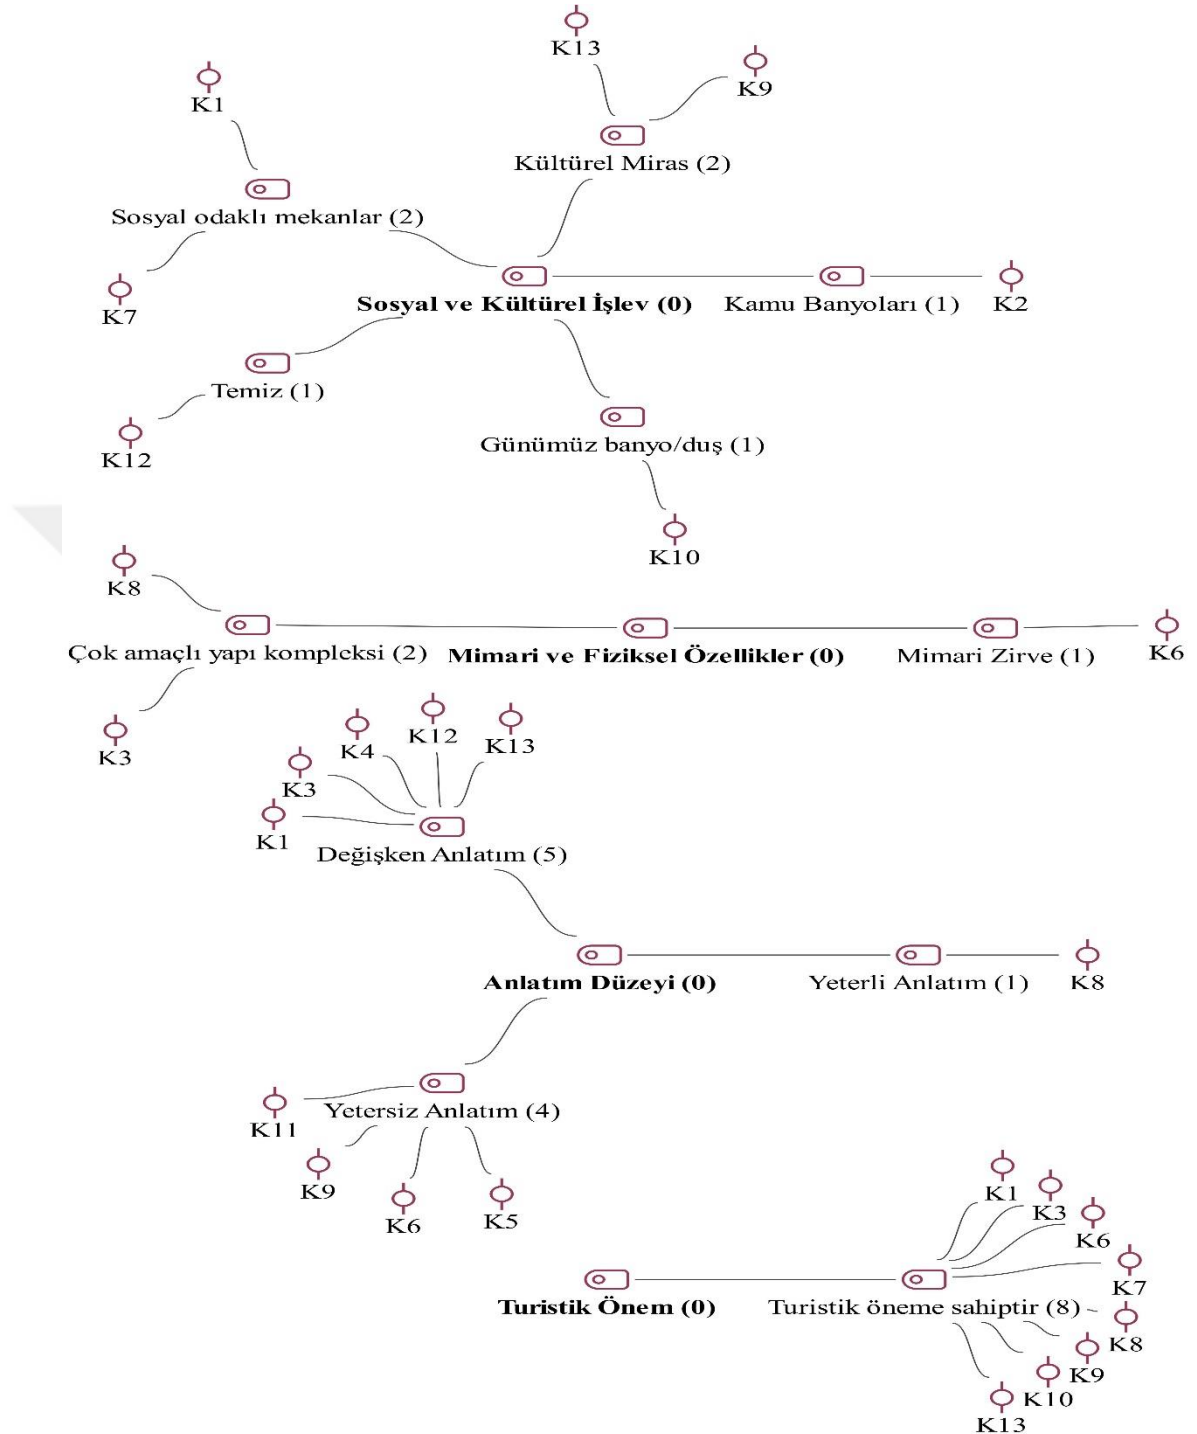 K13
K9
K1
Kültürel Miras (2)
Sosyal odaklı mekanlar (2)
K7
Sosyal ve Kültürel İşlev (0)
Kamu Banyoları (1)
K2
Temiz (1)
K12
Günümüz banyo/duş (1)
K10
K8
Çok amaçlı yapı kompleksi (2)
Mimari ve Fiziksel Özellikler (0)
Mimari Zirve (1)
K6
K3
K4
K12
K13
K3
K1
Değişken Anlatım (5)
Anlatım Düzeyi (0)
Yeterli Anlatım (1)
K8
Yetersiz Anlatım (4)
K11
K9
K6
K5
K1
K3
K6
K7
Turistik Önem (0)
Turistik öneme sahiptir (8)
K8
K9
K10
K13